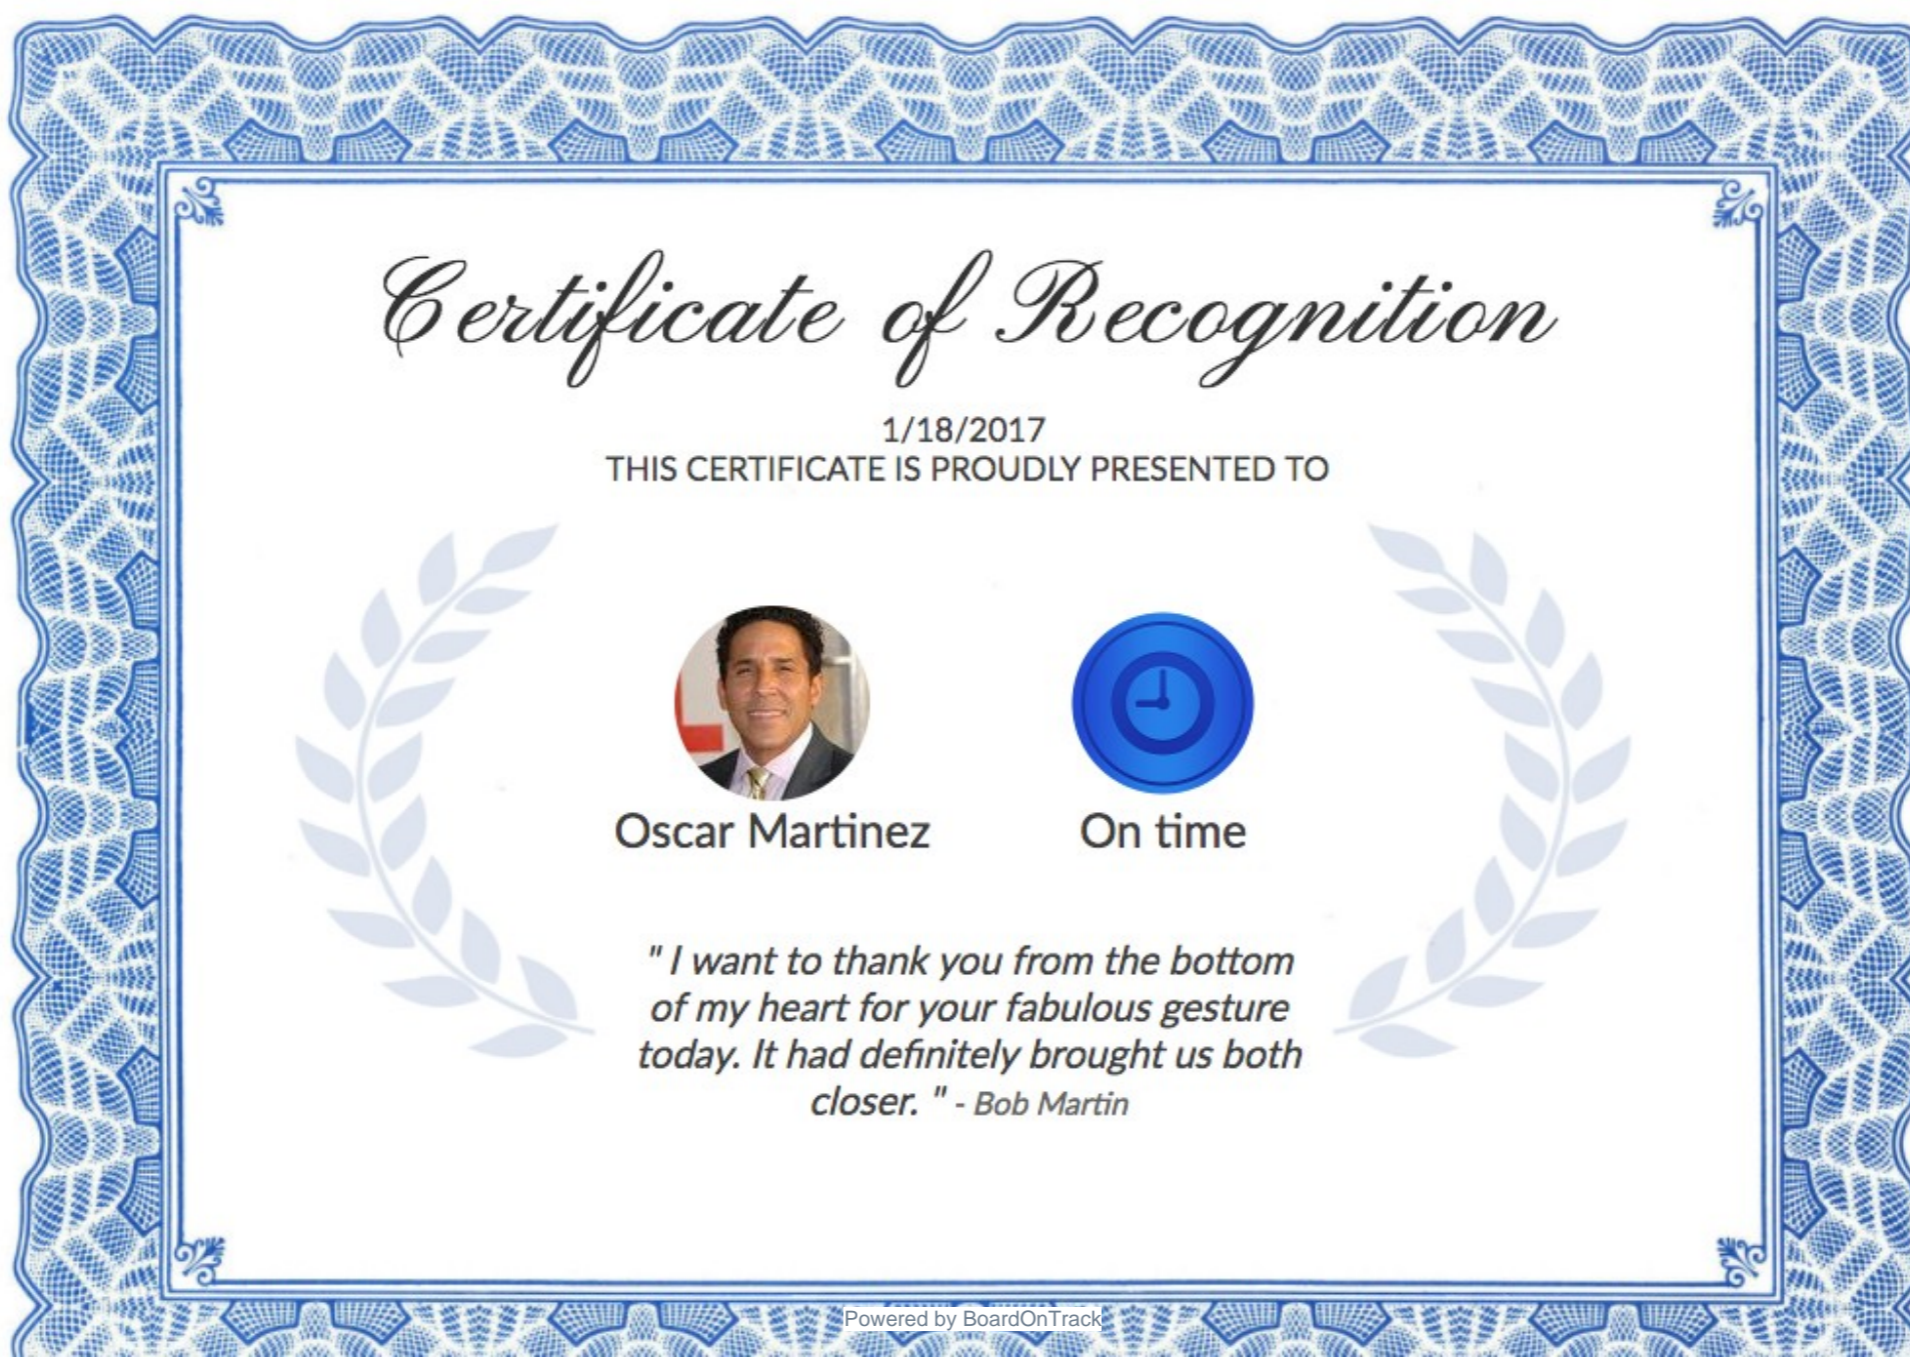 Certificate of Recognition
1/18/2017
THIS CERTIFICATE IS PROUDLY PRESENTED TO
Oscar Martinez
On time
" I want to thank you from the bottom
of my heart for your fabulous gesture
today. It had definitely brought us both
closer. " - Bob Martin
Powered by BoardOnTrack